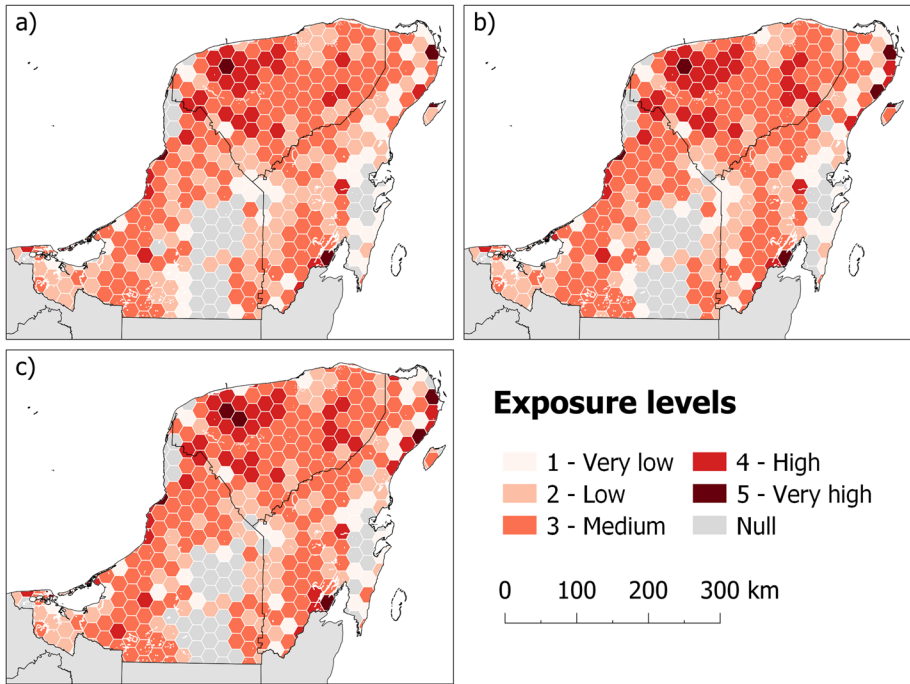 a)
b)
c)
Exposure levels
1 - Very low
2 - Low
3 - Medium
4 - High
5 - Very high
Null
0 100 200 300 km